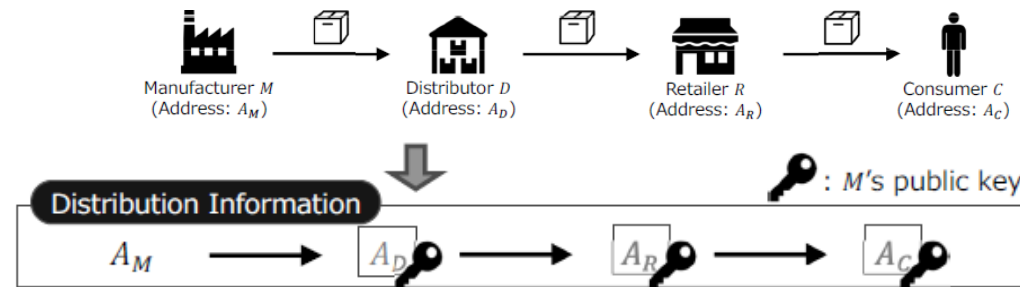 Manufacturer M
(Address: A_M)
Distributor D
(Address: A_D)
Retailer R
(Address: A_R)
Consumer C
(Address: A_C)
: M's public key
Distribution Information
A_M
A_D
A_R
A_C